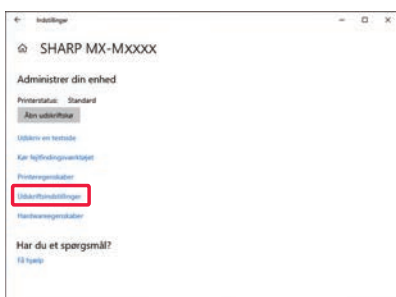 Indstillinger
SHARP MX-MXXXX
Administrer din enhed
Printerstatus: Standard
Åbn udskriftskø
Udskriv en testside
Kør fejlfindingsværktøjet
Printeregenskaber
Udskriftsindstillinger
Hardwareegenskaber
Har du et spørgsmål?
Få hjælp